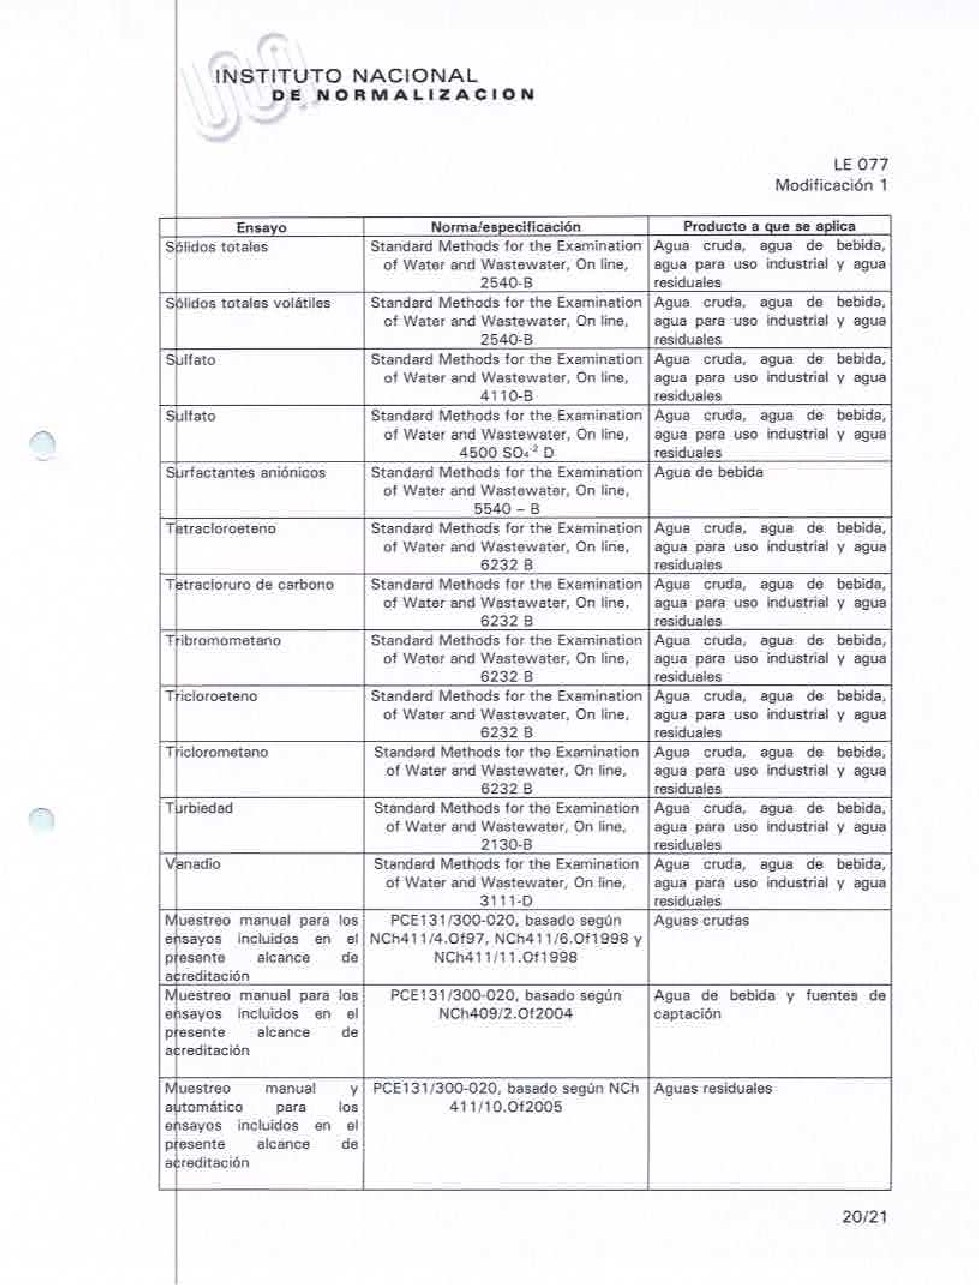 INSTITUTO NACIONAL
DE NORMALIZACION
LE 077
Modificación 1
Ensayo Norma/especificación Producto a que se aplica
Sólidos totales Standard Methods for the Examination Agua cruda, agua de bebida,
of Water and Wastewater, On line, agua para uso industrial y agua
2540-B residuales
Sólidos totales volátiles Standard Methods for the Examination Agua cruda, agua de bebida,
of Water and Wastewater, On line, agua para uso industrial y agua
2540-B residuales
Sulfato Standard Methods for the Examination Agua cruda, agua de bebida,
of Water and Wastewater, On line, agua para uso industrial y agua
4110-B residuales
Sulfato Standard Methods for the Examination Agua cruda, agua de bebida,
of Water and Wastewater, On line, agua para uso industrial y agua
4500 SO₄⁻² D residuales
Surfactantes aniónicos Standard Methods for the Examination Agua de bebida
of Water and Wastewater, On line,
5540 – B
Tetracloroeteno Standard Methods for the Examination Agua cruda, agua de bebida,
of Water and Wastewater, On line, agua para uso industrial y agua
6232 B residuales
Tetracloruro de carbono Standard Methods for the Examination Agua cruda, agua de bebida,
of Water and Wastewater, On line, agua para uso industrial y agua
6232 B residuales
Tribromometano Standard Methods for the Examination Agua cruda, agua de bebida,
of Water and Wastewater, On line, agua para uso industrial y agua
6232 B residuales
Tricloroeteno Standard Methods for the Examination Agua cruda, agua de bebida,
of Water and Wastewater, On line, agua para uso industrial y agua
6232 B residuales
Triclorometano Standard Methods for the Examination Agua cruda, agua de bebida,
of Water and Wastewater, On line, agua para uso industrial y agua
6232 B residuales
Turbiedad Standard Methods for the Examination Agua cruda, agua de bebida,
of Water and Wastewater, On line, agua para uso industrial y agua
2130-B residuales
Vanadio Standard Methods for the Examination Agua cruda, agua de bebida,
of Water and Wastewater, On line, agua para uso industrial y agua
3111-D residuales
Muestreo manual para los PCE131/300-020, basado según Aguas crudas
ensayos incluidos en el NCh411/4.Of97, NCh411/6.Of1998 y
presente alcance de NCh411/11.Of1998
acreditación
Muestreo manual para los PCE131/300-020, basado según Agua de bebida y fuentes de
ensayos incluidos en el NCh409/2.Of2004 captación
presente alcance de
acreditación
Muestreo manual y PCE131/300-020, basado según NCh Aguas residuales
automático para los 411/10.Of2005
ensayos incluidos en el
presente alcance de
acreditación
20/21